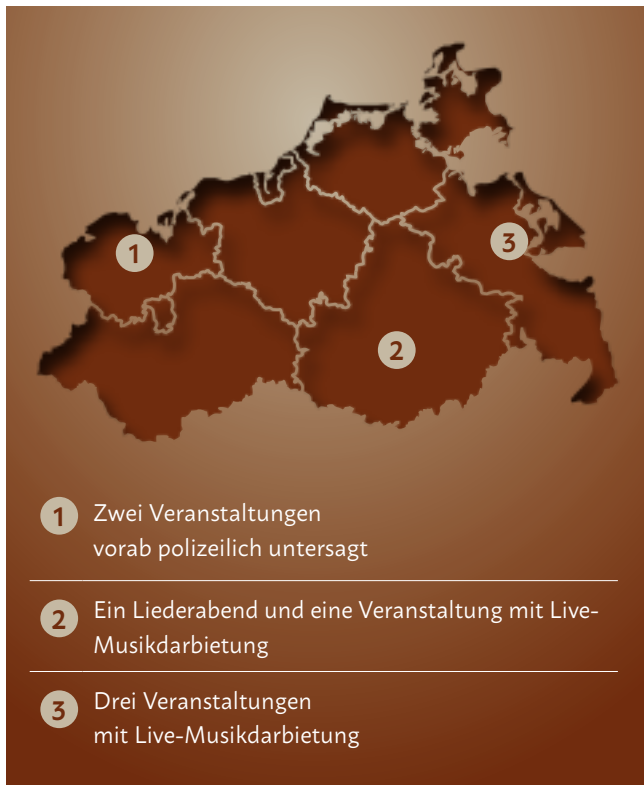 1
3
2
1 Zwei Veranstaltungen
vorab polizeilich untersagt
2 Ein Liederabend und eine Veranstaltung mit Live-
Musikdarbietung
3 Drei Veranstaltungen
mit Live-Musikdarbietung